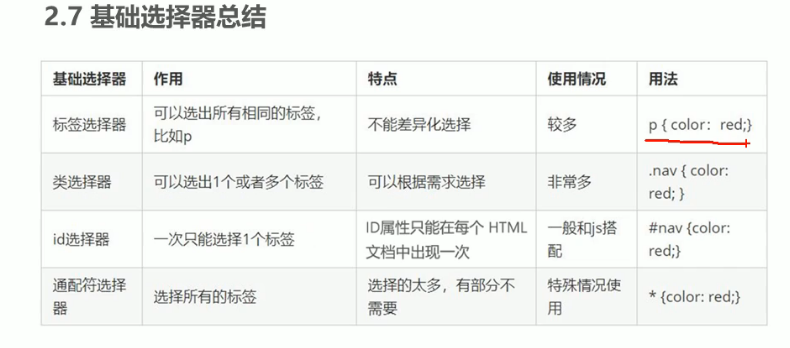 2.7 基础选择器总结
基础选择器 作用 特点 使用情况 用法
标签选择器
可以选出所有相同的标签，
比如p
不能差异化选择
较多
p { color：red;}
类选择器
可以选出1个或者多个标签
可以根据需求选择
非常多
.nav { color:
red; }
id选择器
一次只能选择1个标签
ID属性只能在每个 HTML
文档中出现一次
一般和js搭
配
#nav {color:
red;}
通配符选择
器
选择所有的标签
选择的太多，有部分不
需要
特殊情况使
用
* {color: red;}